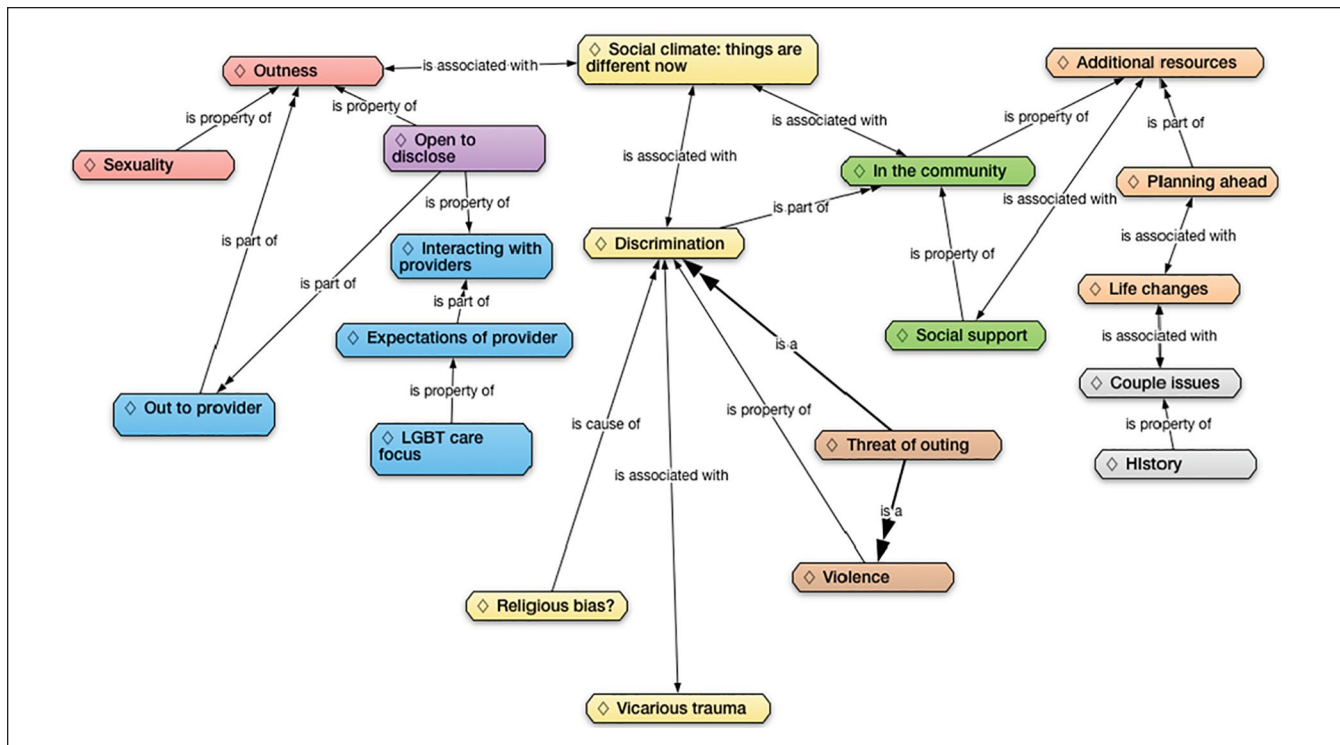 ◇ Outness
is associated with
◇ Social climate: things are
different now
◇ Additional resources
is property of
is property of
◇ Open to
disclose
is associated with
is property of
is part of
◇ Sexuality
is associated with
◇ In the community
◇ Planning ahead
is property of
is part of
is associated with
is part of
◇ Interacting with
providers
◇ Discrimination
is property of
is associated with
is part of
is part of
◇ Life changes
◇ Expectations of provider
◇ Social support
is associated with
is a
is property of
◇ Couple issues
◇ Out to provider
is cause of
is property of
is property of
◇ LGBT care
focus
◇ Threat of outing
◇ HIstory
is associated with
is a
◇ Violence
◇ Religious bias?
◇ Vicarious trauma